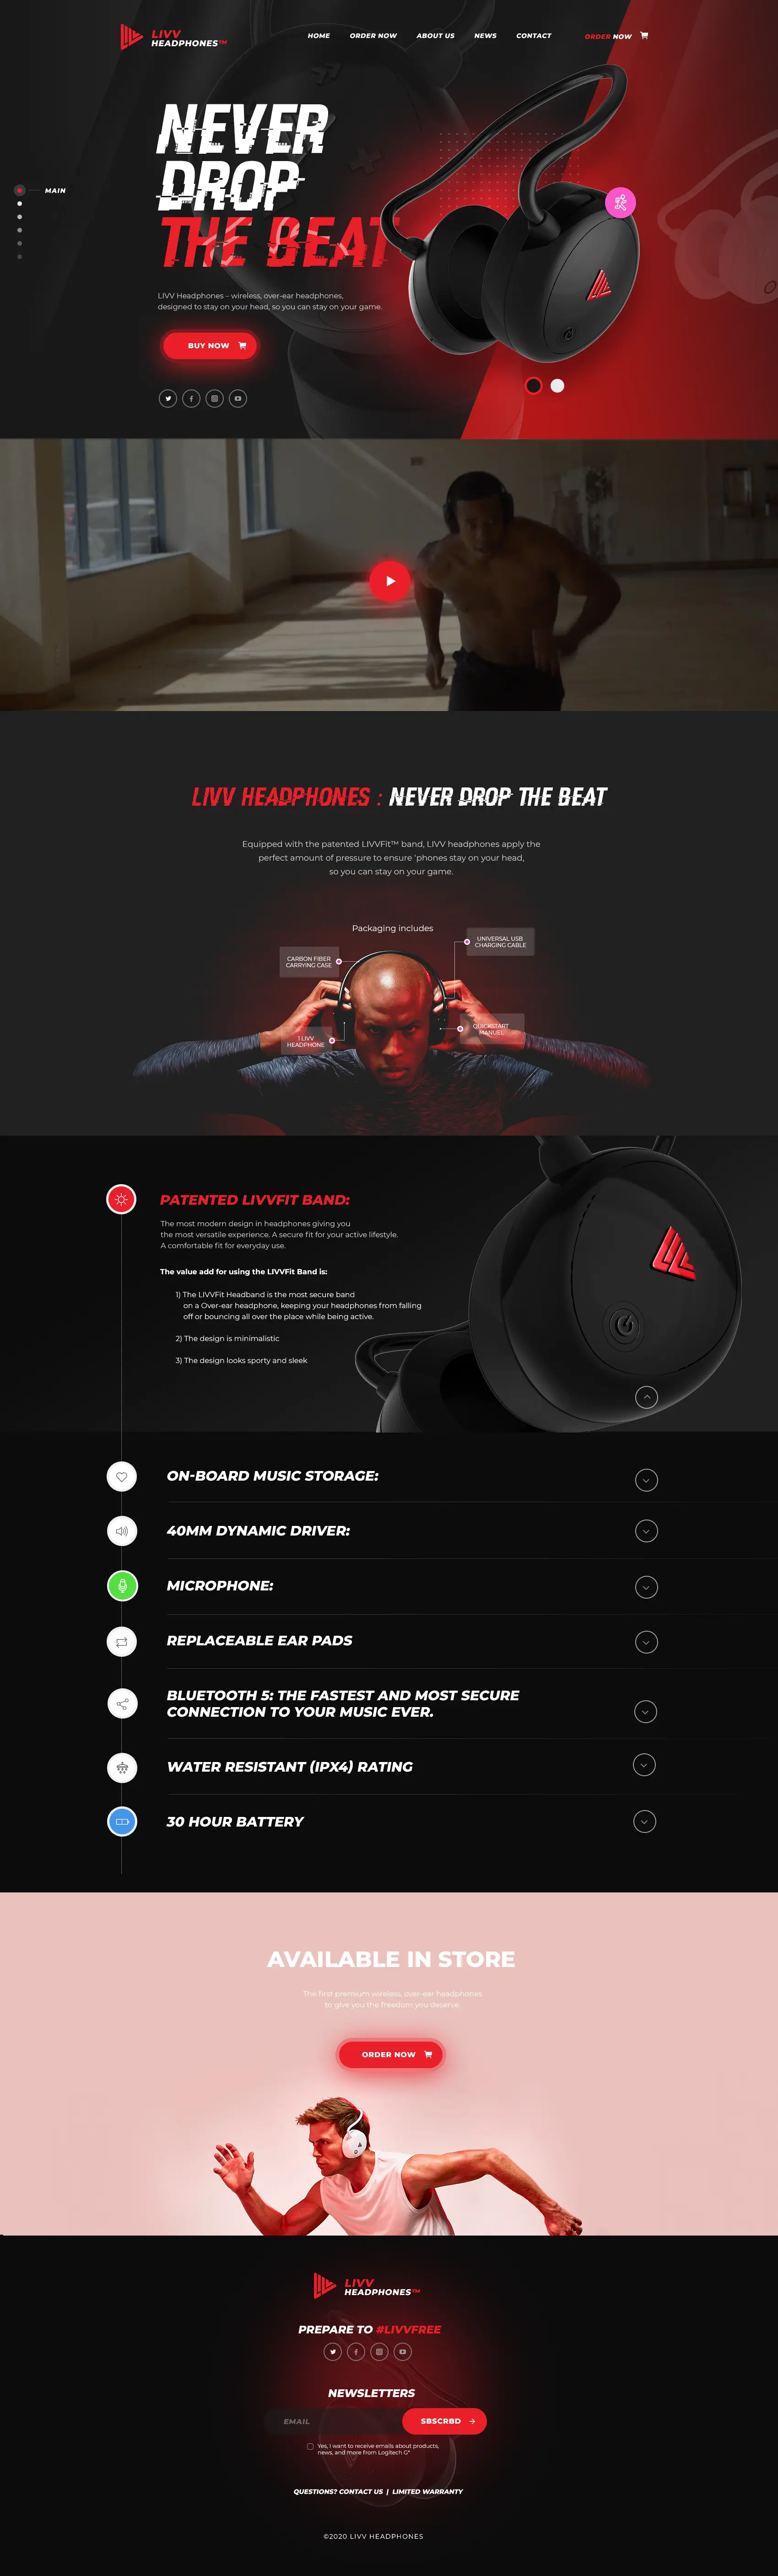 LIVV
HEADPHONES™
HOME
ORDER NOW
ABOUT US
NEWS
CONTACT
ORDER NOW
NEVER
DROP
THE BEAT
MAIN
LIVV Headphones – wireless, over-ear headphones,
designed to stay on your head, so you can stay on your game.
BUY NOW
LIVV HEADPHONES : NEVER DROP THE BEAT
Equipped with the patented LIVVFit™ band, LIVV headphones apply the
perfect amount of pressure to ensure 'phones stay on your head,
so you can stay on your game.
Packaging includes
UNIVERSAL USB
CHARGING CABLE
CARBON FIBER
CARRYING CASE
QUICKSTART
MANUEL
1 LIVV
HEADPHONE
PATENTED LIVVFIT BAND:
The most modern design in headphones giving you
the most versatile experience. A secure fit for your active lifestyle.
A comfortable fit for everyday use.
The value add for using the LIVVFit Band is:
1) The LIVVFit Headband is the most secure band
on a Over-ear headphone, keeping your headphones from falling
off or bouncing all over the place while being active.
2) The design is minimalistic
3) The design looks sporty and sleek
ON-BOARD MUSIC STORAGE:
40MM DYNAMIC DRIVER:
MICROPHONE:
REPLACEABLE EAR PADS
BLUETOOTH 5: THE FASTEST AND MOST SECURE
CONNECTION TO YOUR MUSIC EVER.
WATER RESISTANT (IPX4) RATING
30 HOUR BATTERY
AVAILABLE IN STORE
The first premium wireless, over-ear headphones
to give you the freedom you deserve.
ORDER NOW
LIVV
HEADPHONES™
PREPARE TO #LIVVFREE
NEWSLETTERS
EMAIL
SBSCRBD
Yes, I want to receive emails about products,
news, and more from Logitech G*
QUESTIONS? CONTACT US | LIMITED WARRANTY
©2020 LIVV HEADPHONES